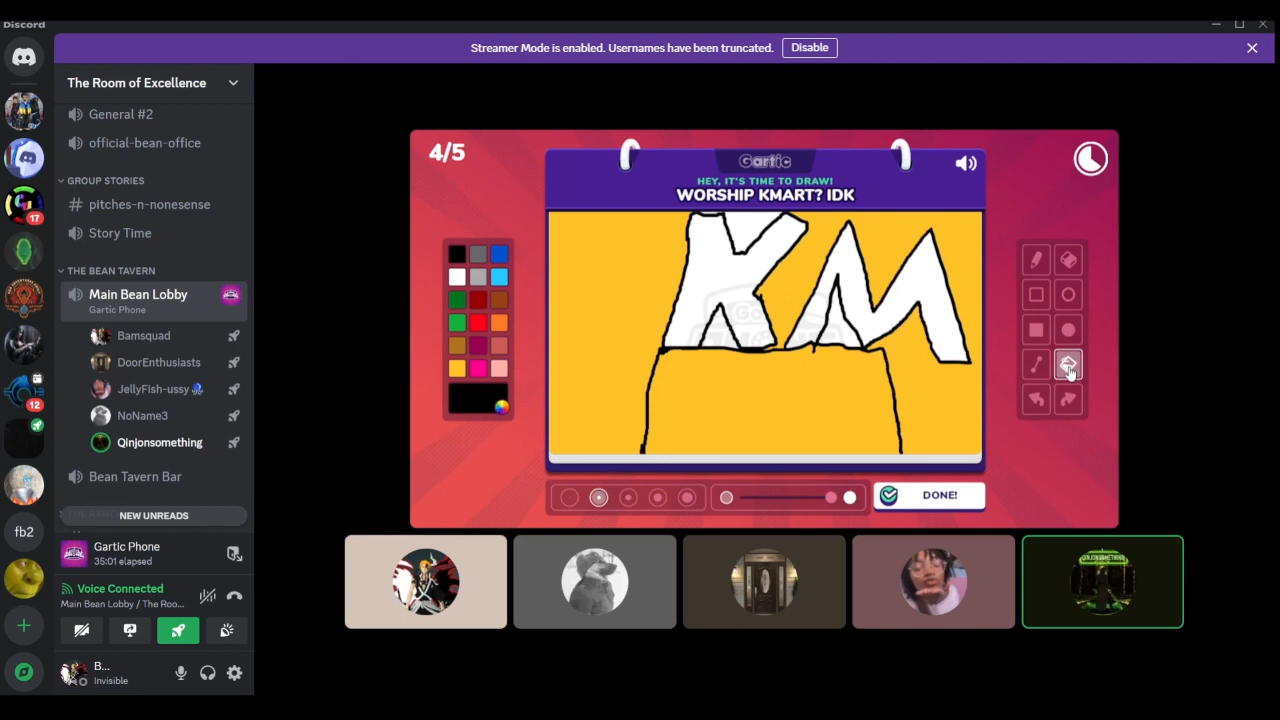 Discord
Streamer Mode is enabled. Usernames have been truncated.
Disable
The Room of Excellence
General #2
official-bean-office
GROUP STORIES
pitches-n-nonesense
Story Time
THE BEAN TAVERN
Main Bean Lobby
Gartic Phone
Bamsquad
DoorEnthusiasts
JellyFish-ussy
NoName3
Qinjonsomething
Bean Tavern Bar
NEW UNREADS
17
12
fb2
Gartic Phone
35:01 elapsed
Voice Connected
Main Bean Lobby / The Roo...
B...
Invisible
4/5
Gartic
HEY, IT'S TIME TO DRAW!
WORSHIP KMART? IDK
KM
DONE!
QINJONSOMETHING